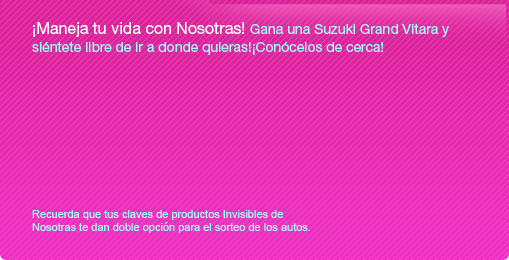 ¡Maneja tu vida con Nosotras! Gana una Suzuki Grand Vitara y
siéntete libre de ir a donde quieras!¡Conócelos de cerca!
Recuerda que tus claves de productos Invisibles de
Nosotras te dan doble opción para el sorteo de los autos.